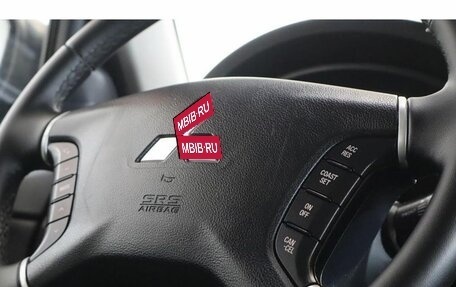 MBIB·RU
MBIB·RU
ACC
RES
COAST
SET
ON
OFF
CAN
-CEL
SRS
AIRBAG